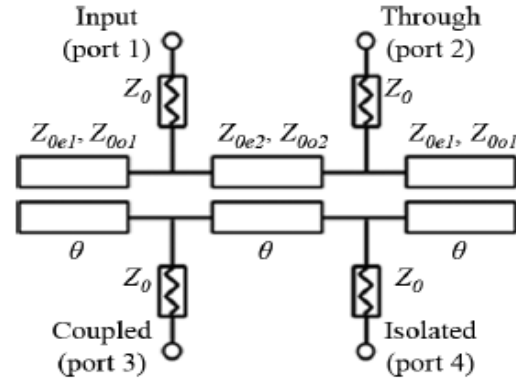 Input
(port 1)
Through
(port 2)
Z0
Z0
Z0e1, Z0o1
Z0e2, Z0o2
Z0e1, Z0o1
θ
θ
θ
Z0
Z0
Coupled
(port 3)
Isolated
(port 4)